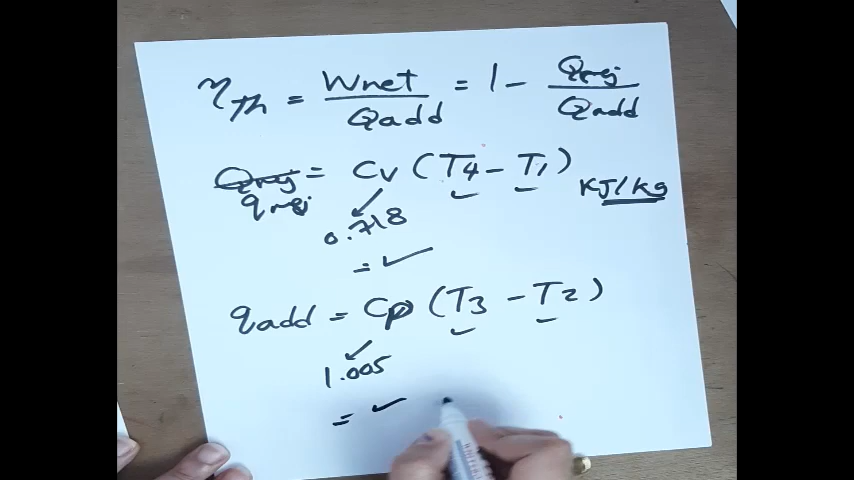 ηTh = Wnet / Qadd = 1 - Qrej / Qadd
Qrej = Cv (T4 - T1) KJ/kg
qrej
0.718
= ✓
qadd = Cp (T3 - T2)
1.005
= ✓